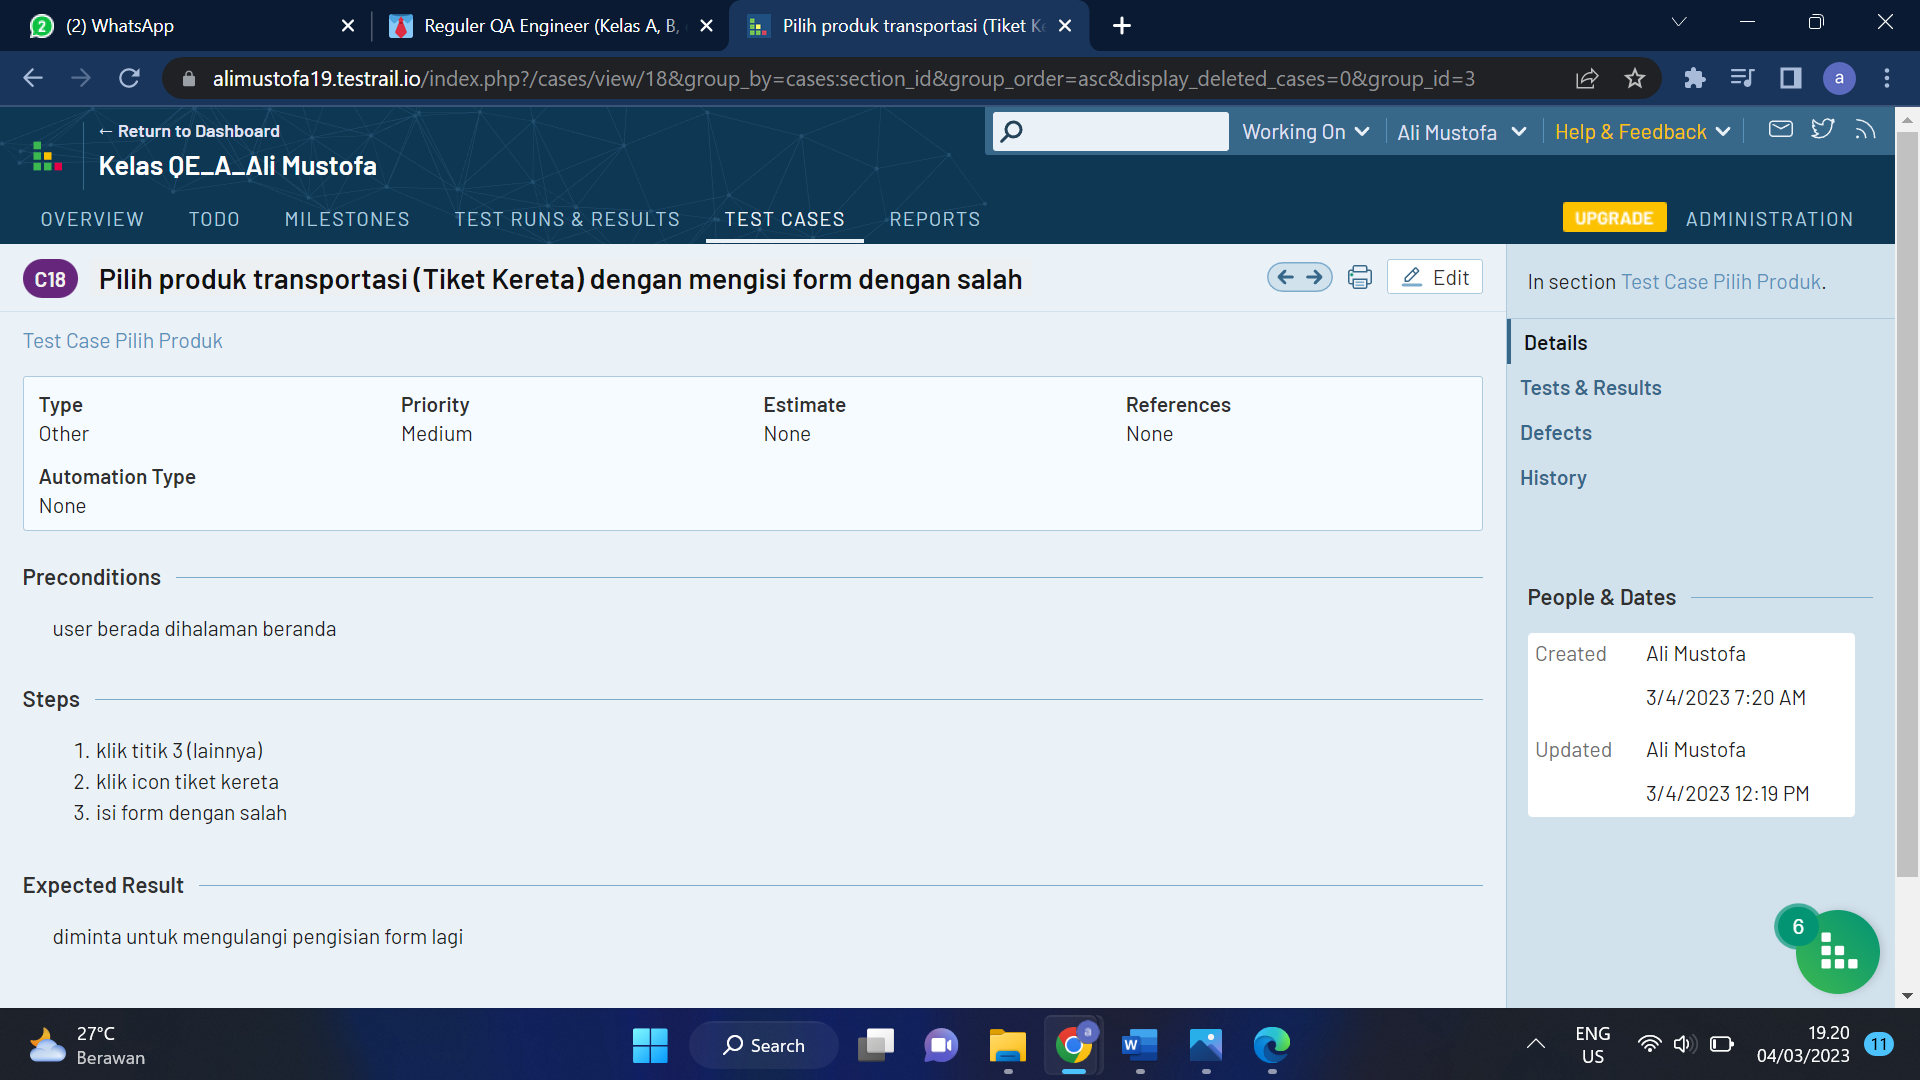 (2) WhatsApp
Reguler QA Engineer (Kelas A, B,
Pilih produk transportasi (Tiket Ke
alimustofa19.testrail.io/index.php?/cases/view/18&group_by=cases:section_id&group_order=asc&display_deleted_cases=0&group_id=3
a
← Return to Dashboard
Kelas QE_A_Ali Mustofa
Working On
Ali Mustofa
Help & Feedback
OVERVIEW
TODO
MILESTONES
TEST RUNS & RESULTS
TEST CASES
REPORTS
UPGRADE
ADMINISTRATION
C18
Pilih produk transportasi (Tiket Kereta) dengan mengisi form dengan salah
Edit
Test Case Pilih Produk
Type
Other
Priority
Medium
Estimate
None
References
None
Automation Type
None
Preconditions
user berada dihalaman beranda
Steps
1. klik titik 3 (lainnya)
2. klik icon tiket kereta
3. isi form dengan salah
Expected Result
diminta untuk mengulangi pengisian form lagi
In section Test Case Pilih Produk.
Details
Tests & Results
Defects
History
People & Dates
Created Ali Mustofa
3/4/2023 7:20 AM
Updated Ali Mustofa
3/4/2023 12:19 PM
6
27°C
Berawan
Search
ENG
US
19.20
04/03/2023
11